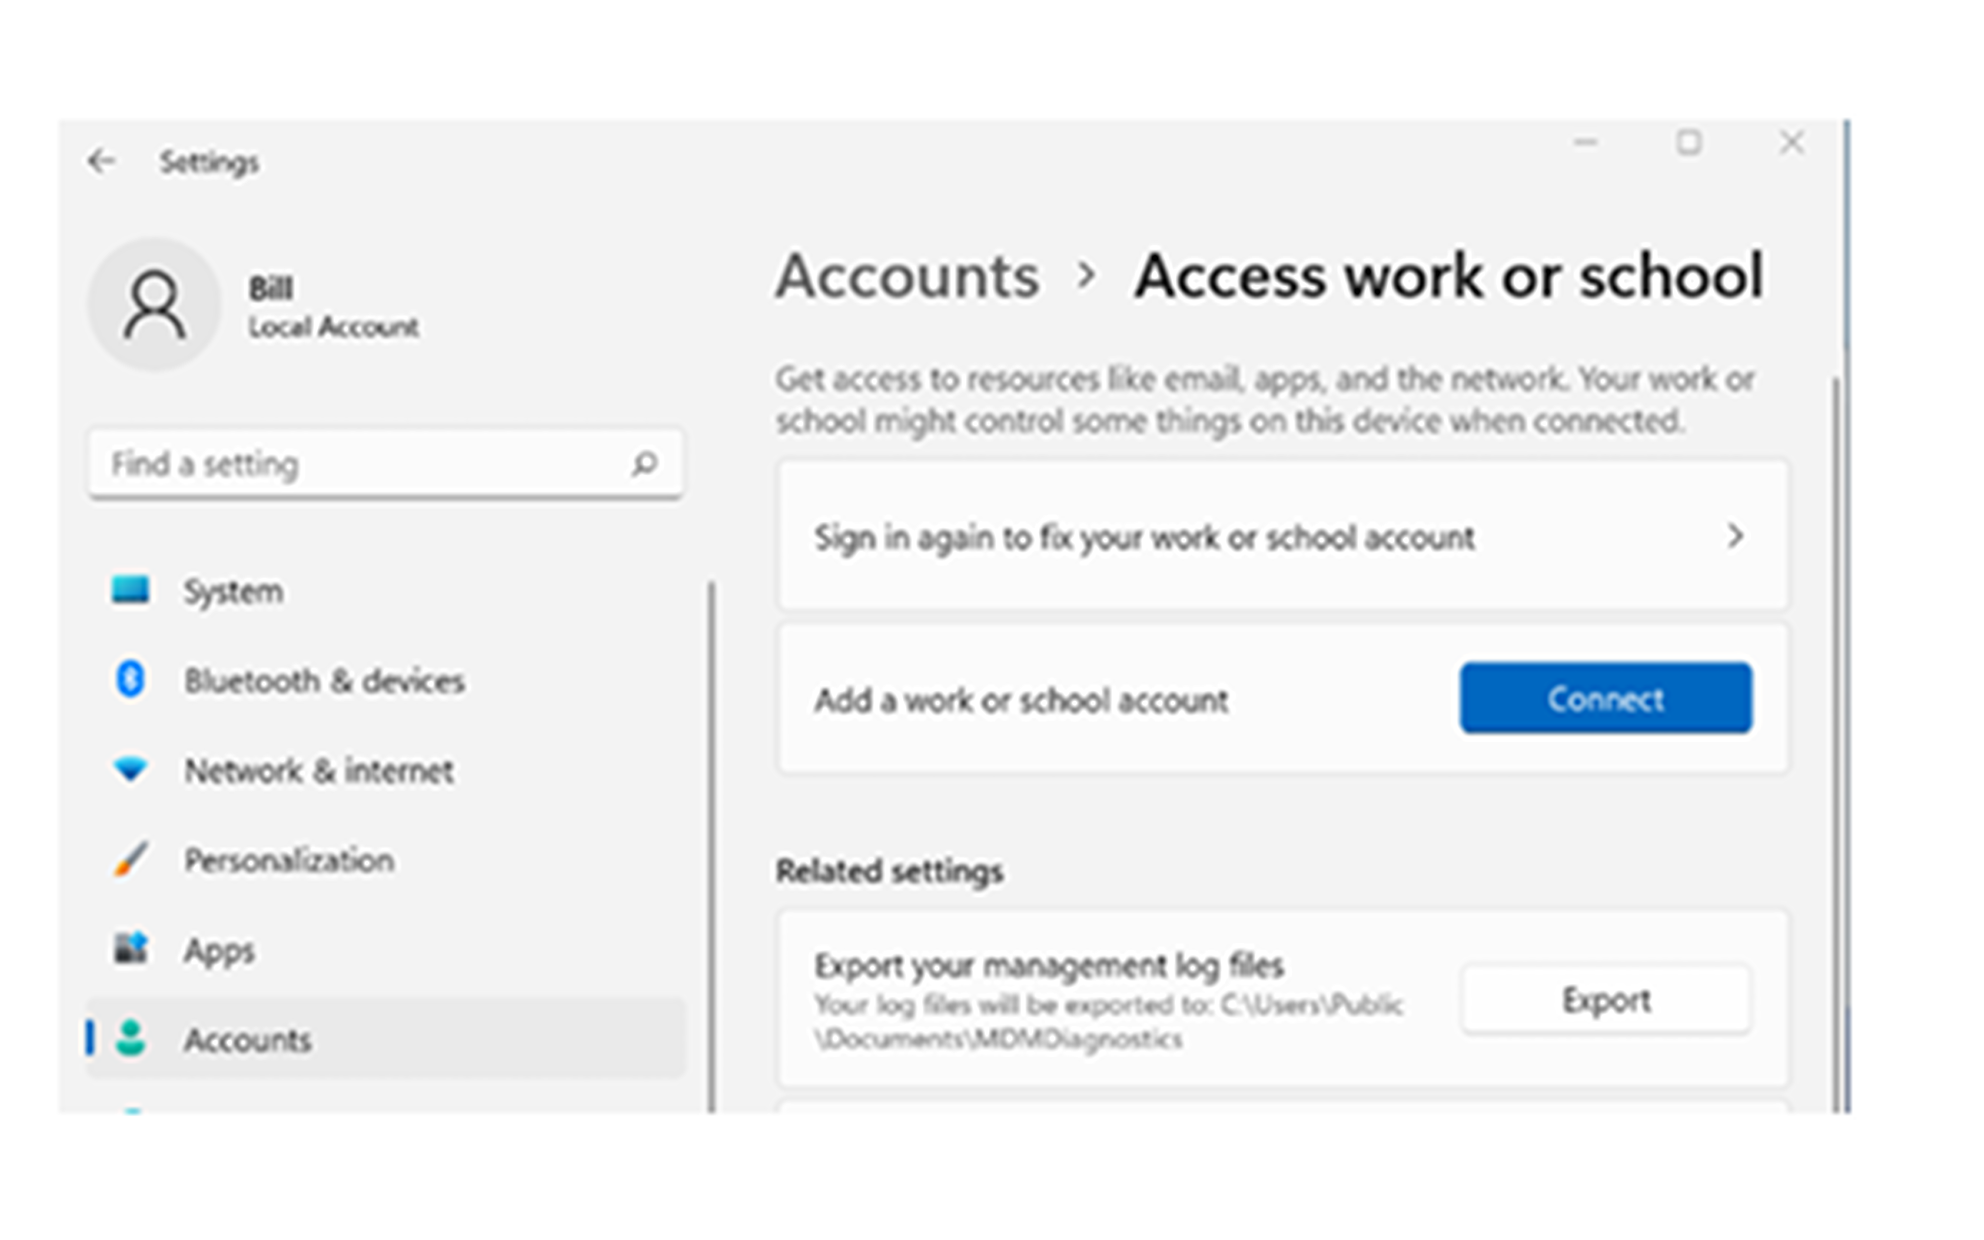 Settings
Bill
Local Account
Find a setting
System
Bluetooth & devices
Network & internet
Personalization
Apps
Accounts
Accounts > Access work or school
Get access to resources like email, apps, and the network. Your work or
school might control some things on this device when connected.
Sign in again to fix your work or school account
Add a work or school account
Connect
Related settings
Export your management log files
Your log files will be exported to: C:\Users\Public
\Documents\MDMDiagnostics
Export